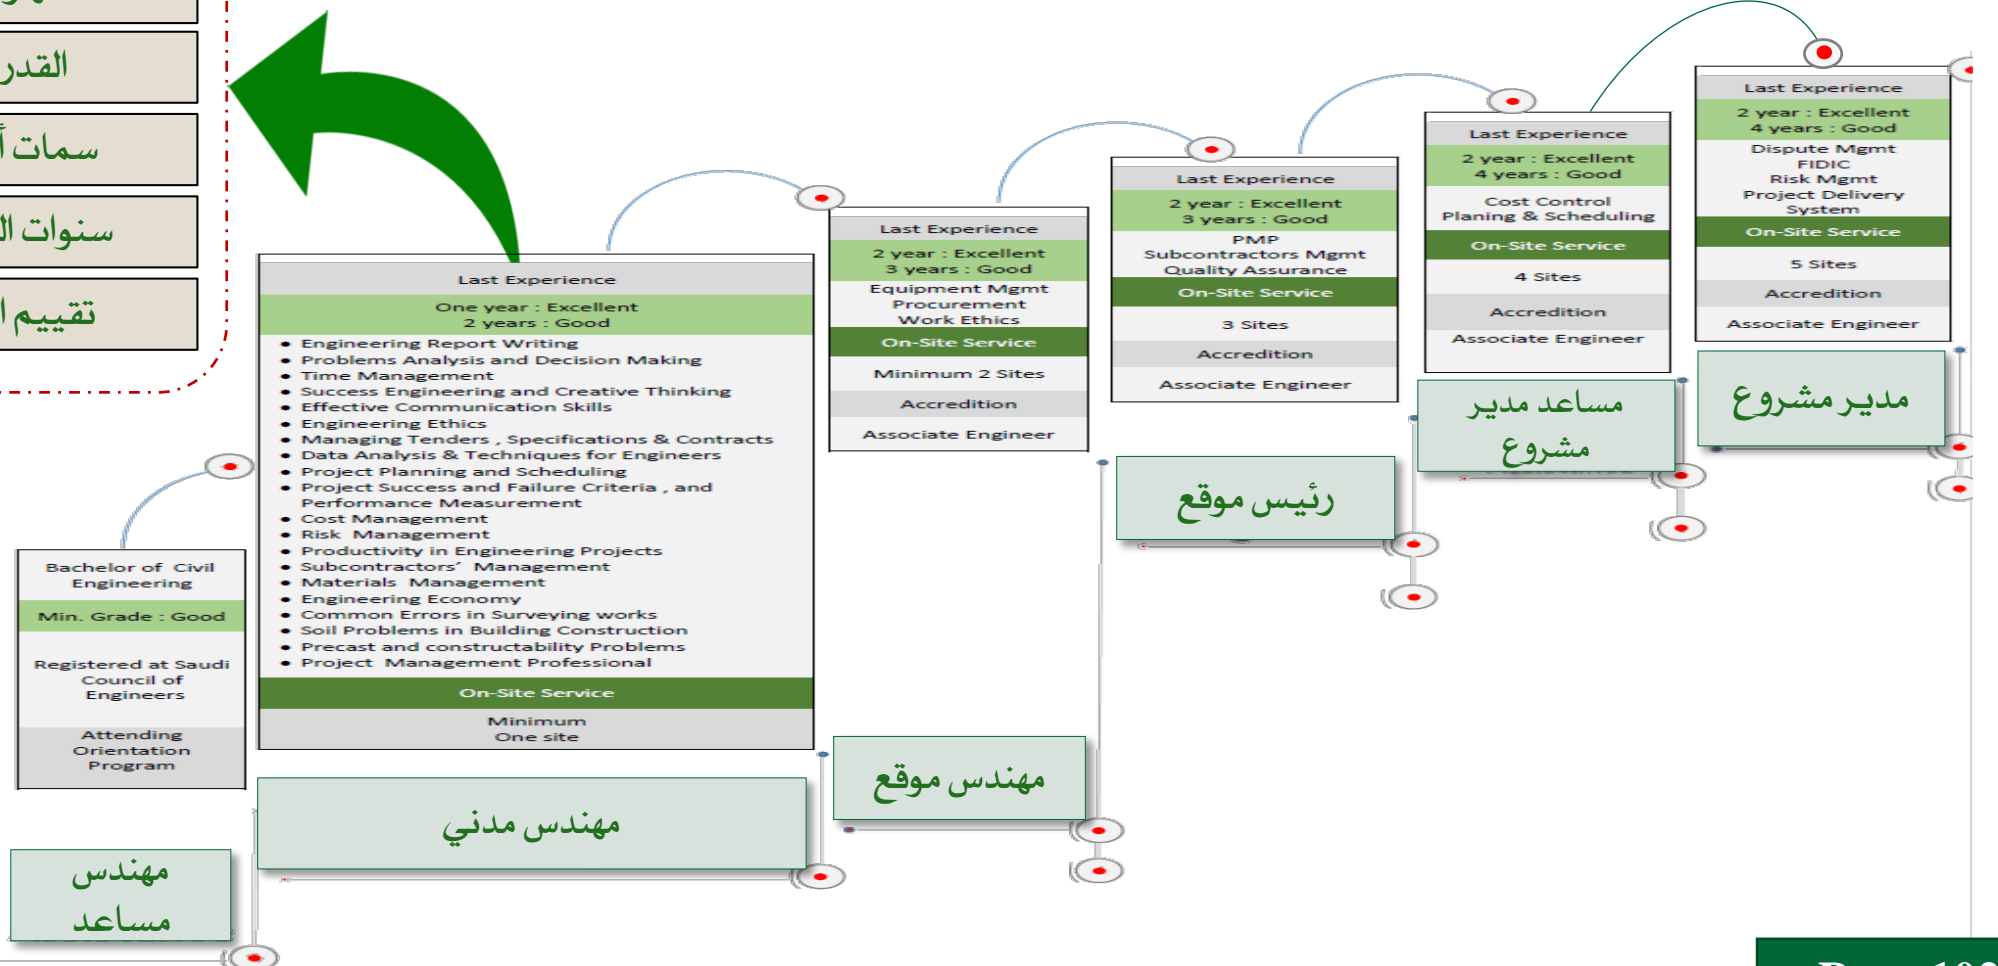 القدر
سمات أ
سنوات ال
تقييم ا
Bachelor of Civil
Engineering
Min. Grade : Good
Registered at Saudi
Council of
Engineers
Attending
Orientation
Program
مهندس
مساعد
Last Experience
One year : Excellent
2 years : Good
• Engineering Report Writing
• Problems Analysis and Decision Making
• Time Management
• Success Engineering and Creative Thinking
• Effective Communication Skills
• Engineering Ethics
• Managing Tenders , Specifications & Contracts
• Data Analysis & Techniques for Engineers
• Project Planning and Scheduling
• Project Success and Failure Criteria , and
Performance Measurement
• Cost Management
• Risk Management
• Productivity in Engineering Projects
• Subcontractors’ Management
• Materials Management
• Engineering Economy
• Common Errors in Surveying works
• Soil Problems in Building Construction
• Precast and constructability Problems
• Project Management Professional
On-Site Service
Minimum
One site
مهندس مدني
Last Experience
2 year : Excellent
3 years : Good
Equipment Mgmt
Procurement
Work Ethics
On-Site Service
Minimum 2 Sites
Accredition
Associate Engineer
مهندس موقع
Last Experience
2 year : Excellent
3 years : Good
PMP
Subcontractors Mgmt
Quality Assurance
On-Site Service
3 Sites
Accredition
Associate Engineer
رئيس موقع
Last Experience
2 year : Excellent
4 years : Good
Cost Control
Planing & Scheduling
On-Site Service
4 Sites
Accredition
Associate Engineer
مساعد مدير
مشروع
Last Experience
2 year : Excellent
4 years : Good
Dispute Mgmt
FIDIC
Risk Mgmt
Project Delivery
System
On-Site Service
5 Sites
Accredition
Associate Engineer
مدير مشروع